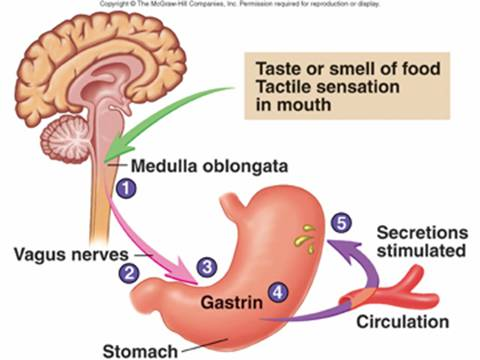 Copyright © The McGraw-Hill Companies, Inc. Permission required for reproduction or display.
Taste or smell of food
Tactile sensation
in mouth
Medulla oblongata
1
Vagus nerves
2
3
Gastrin
4
5
Secretions
stimulated
Circulation
Stomach